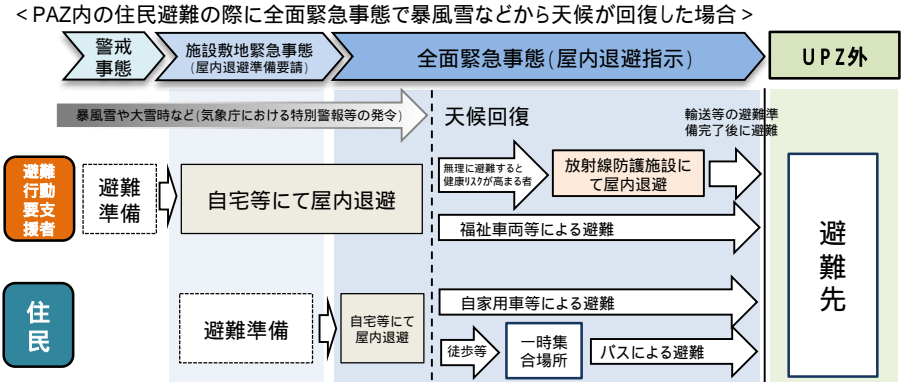 ＜PAZ内の住民避難の際に全面緊急事態で暴風雪などから天候が回復した場合＞
警戒
事態
施設敷地緊急事態
(屋内退避準備要請)
全面緊急事態(屋内退避指示)
UPZ外
暴風雪や大雪時など(気象庁における特別警報等の発令)
天候回復
輸送等の避難準
備完了後に避難
避難
行動
要支
援者
避難
準備
自宅等にて屋内退避
無理に避難すると
健康ﾘｽｸが高まる者
放射線防護施設に
て屋内退避
福祉車両等による避難
避
難
先
住
民
避難準備
自宅等にて
屋内退避
自家用車等による避難
徒歩等
一時集
合場所
バスによる避難